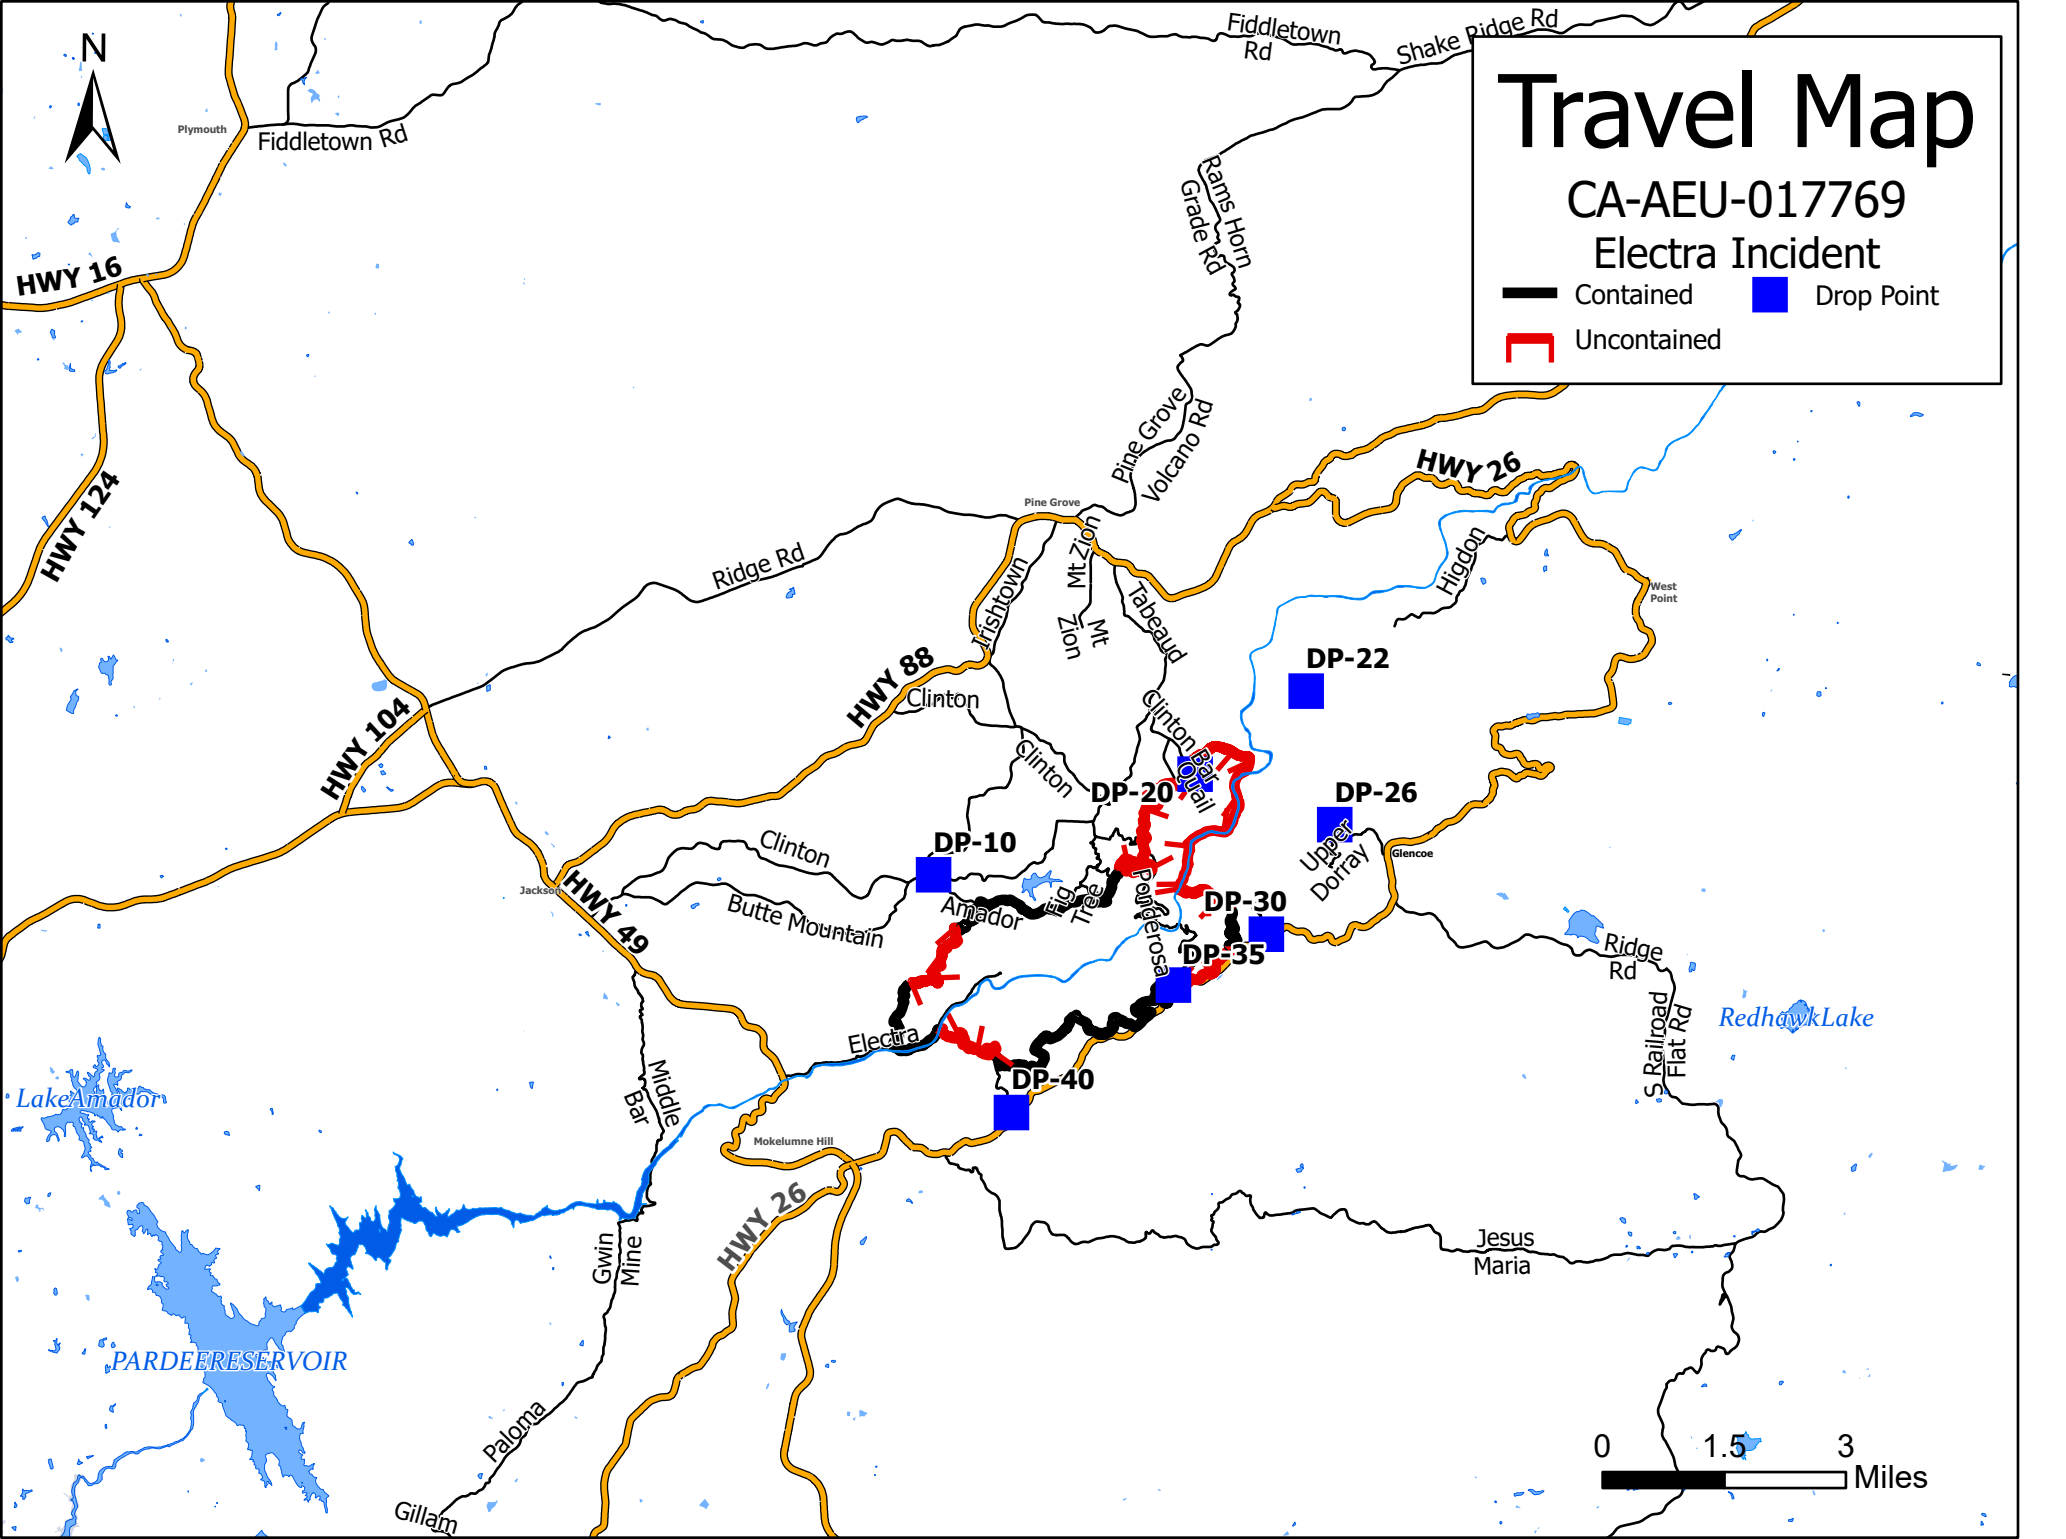 Fiddletown
Rd
Shake Ridge Rd
N
Travel Map
CA-AEU-017769
Electra Incident
Contained
Drop Point
Uncontained
Plymouth
Fiddletown Rd
Rams Horn
Grade Rd
HWY 16
HWY 124
Pine Grove
Volcano Rd
HWY 26
Pine Grove
Ridge Rd
Irishtown
Mt Zion
Mt
Zion
Tabeaud
Higdon
West
Point
HWY 88
Clinton
Clinton
HWY 104
DP-22
Clinton Bar
Quail
DP-20
DP-26
Upper
Dorray
Glencoe
Clinton
DP-10
Jackson
HWY 49
Butte Mountain
Amador
Fig
Tree
Ponderosa
DP-30
DP-35
Ridge
Rd
S Railroad
Flat Rd
RedhawkLake
Electra
Middle
Bar
DP-40
LakeAmador
Mokelumne Hill
HWY 26
Gwin
Mine
Jesus
Maria
PARDEERESERVOIR
Paloma
Gillam
0 1.5 3
Miles